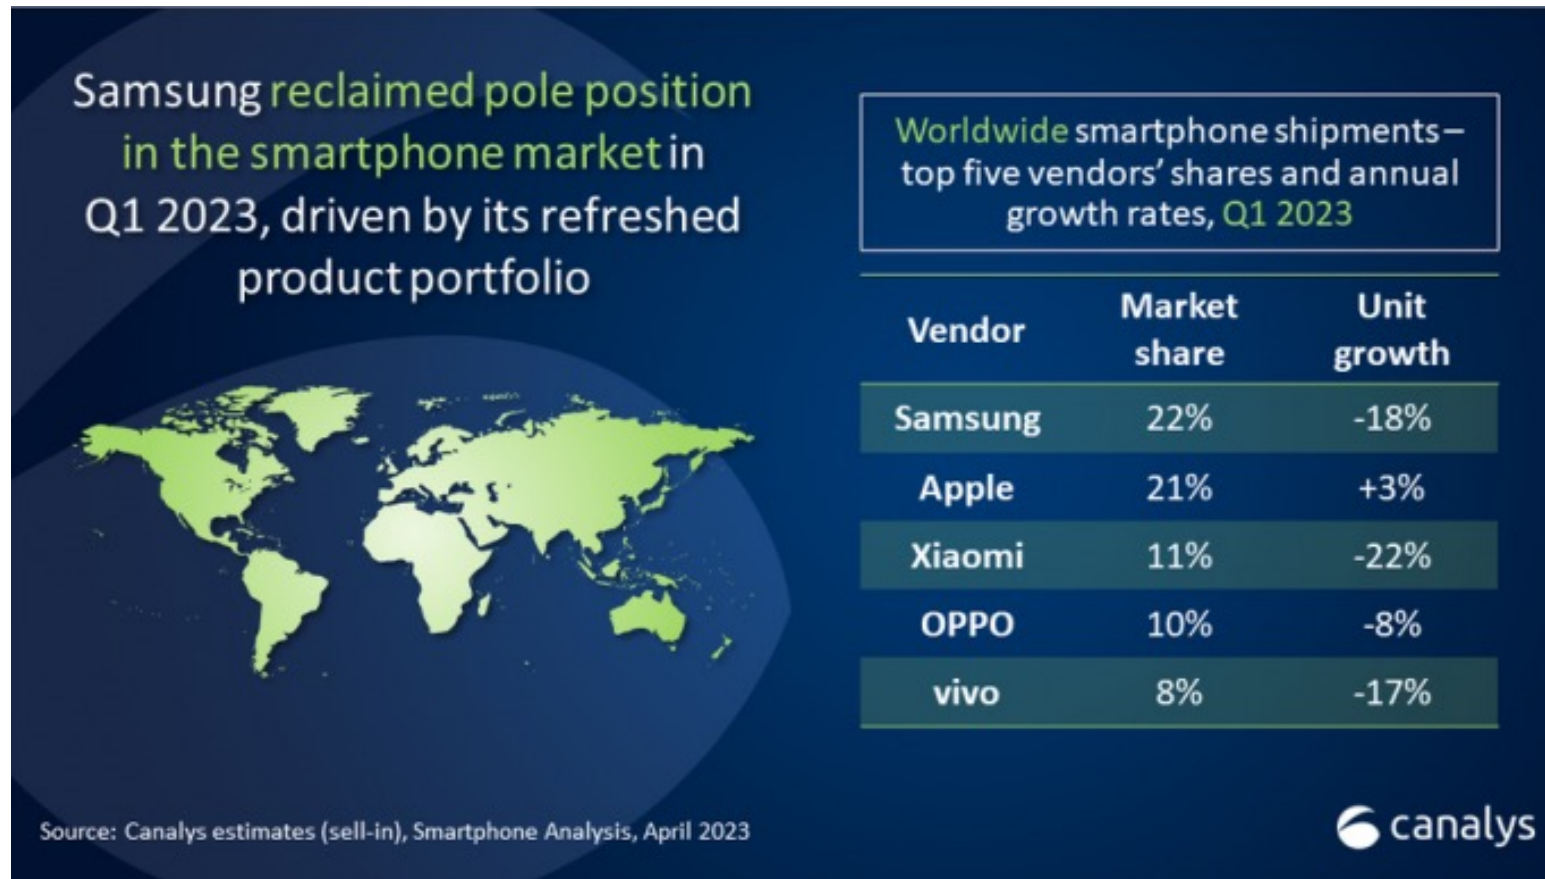 Samsung reclaimed pole position
in the smartphone market in
Q1 2023, driven by its refreshed
product portfolio
Worldwide smartphone shipments–
top five vendors’ shares and annual
growth rates, Q1 2023
Vendor Market share Unit growth
Samsung 22% -18%
Apple 21% +3%
Xiaomi 11% -22%
OPPO 10% -8%
vivo 8% -17%
Source: Canalys estimates (sell-in), Smartphone Analysis, April 2023
canalys